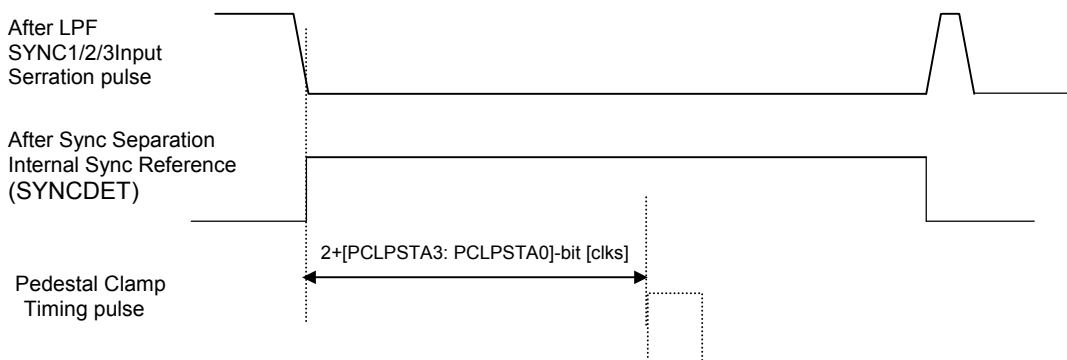 After LPF
SYNC1/2/3Input
Serration pulse
After Sync Separation
Internal Sync Reference
(SYNCDET)
2+[PCLPSTA3: PCLPSTA0]-bit [clks]
Pedestal Clamp
Timing pulse